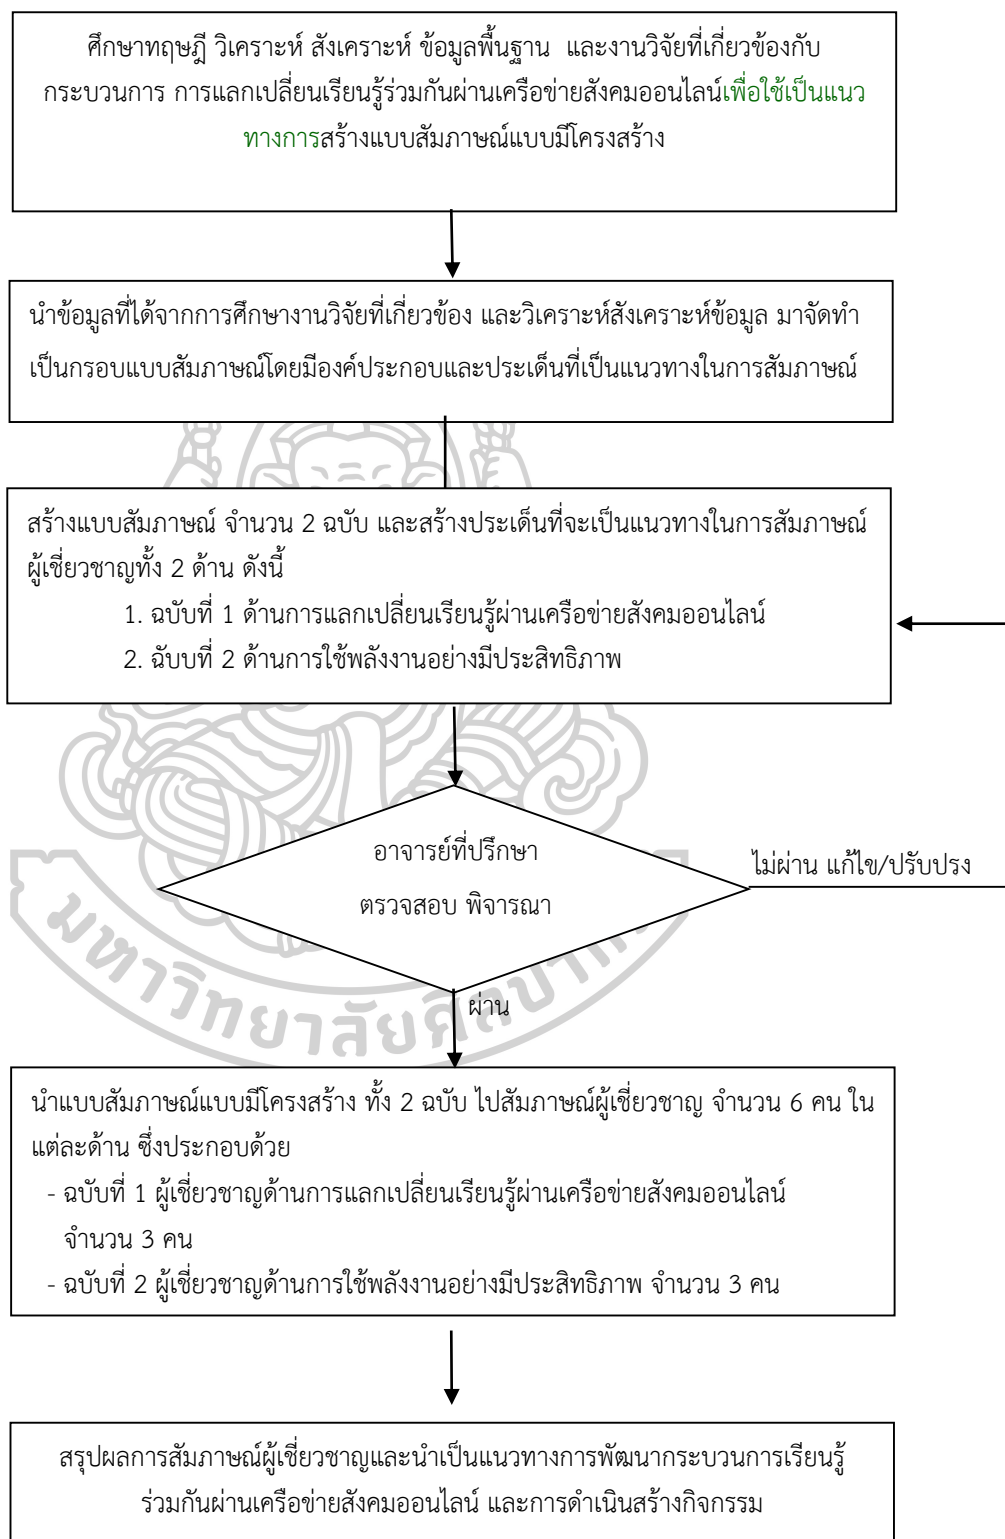 ศึกษาทฤษฎี วิเคราะห์ สังเคราะห์ ข้อมูลพื้นฐาน และงานวิจัยที่เกี่ยวข้องกับ
กระบวนการ การแลกเปลี่ยนเรียนรู้ร่วมกันผ่านเครือข่ายสังคมออนไลน์เพื่อใช้เป็นแนว
ทางการสร้างแบบสัมภาษณ์แบบมีโครงสร้าง
นำข้อมูลที่ได้จากการศึกษางานวิจัยที่เกี่ยวข้อง และวิเคราะห์สังเคราะห์ข้อมูล มาจัดทำ
เป็นกรอบแบบสัมภาษณ์โดยมีองค์ประกอบและประเด็นที่เป็นแนวทางในการสัมภาษณ์
สร้างแบบสัมภาษณ์ จำนวน 2 ฉบับ และสร้างประเด็นที่จะเป็นแนวทางในการสัมภาษณ์
ผู้เชี่ยวชาญทั้ง 2 ด้าน ดังนี้
1. ฉบับที่ 1 ด้านการแลกเปลี่ยนเรียนรู้ผ่านเครือข่ายสังคมออนไลน์
2. ฉับบที่ 2 ด้านการใช้พลังงานอย่างมีประสิทธิภาพ
อาจารย์ที่ปรึกษา
ตรวจสอบ พิจารณา
ไม่ผ่าน แก้ไข/ปรับปรง
ผ่าน
มหาวิทยาลัยศิลปากร
นำแบบสัมภาษณ์แบบมีโครงสร้าง ทั้ง 2 ฉบับ ไปสัมภาษณ์ผู้เชี่ยวชาญ จำนวน 6 คน ใน
แต่ละด้าน ซึ่งประกอบด้วย
- ฉบับที่ 1 ผู้เชี่ยวชาญด้านการแลกเปลี่ยนเรียนรู้ผ่านเครือข่ายสังคมออนไลน์
จำนวน 3 คน
- ฉบับที่ 2 ผู้เชี่ยวชาญด้านการใช้พลังงานอย่างมีประสิทธิภาพ จำนวน 3 คน
สรุปผลการสัมภาษณ์ผู้เชี่ยวชาญและนำเป็นแนวทางการพัฒนากระบวนการเรียนรู้
ร่วมกันผ่านเครือข่ายสังคมออนไลน์ และการดำเนินสร้างกิจกรรม